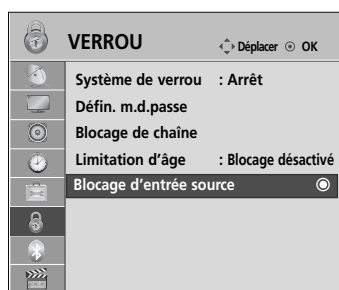 VERROU
Déplacer OK
Système de verrou : Arrêt
Défin. m.d.passe
Blocage de chaîne
Limitation d'âge : Blocage désactivé
Blocage d'entrée source